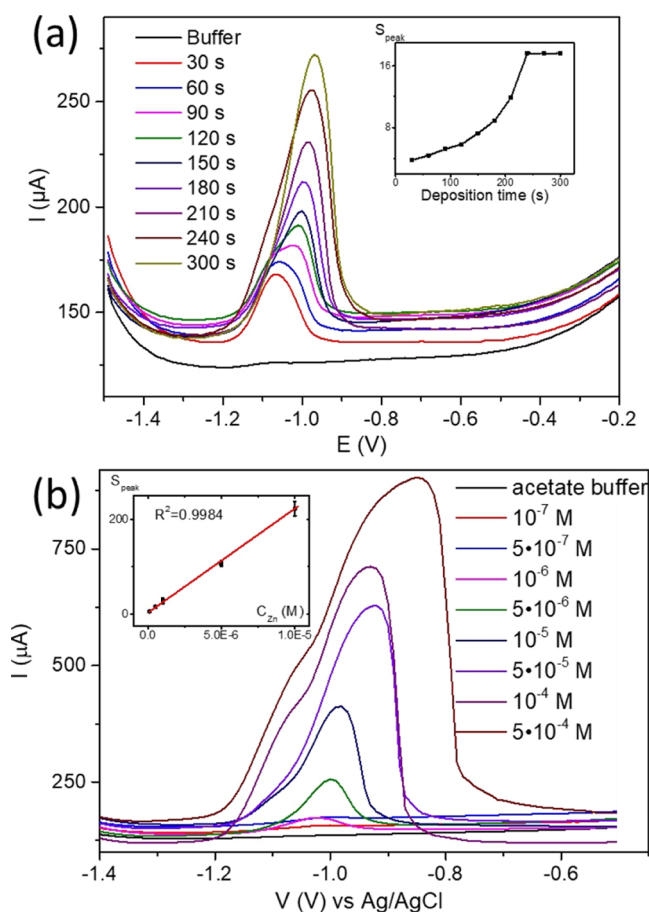 (a)
Buffer
30 s
60 s
90 s
120 s
150 s
180 s
210 s
240 s
300 s
S_peak
16
8
0 100 200 300
Deposition time (s)
I (µA)
250
200
150
-1.4 -1.2 -1.0 -0.8 -0.6 -0.4 -0.2
E (V)
(b)
S_peak
200
R²=0.9984
0
C_Zn (M)
0.0 5.0E-6 1.0E-5
acetate buffer
10⁻⁷ M
5•10⁻⁷ M
10⁻⁶ M
5•10⁻⁶ M
10⁻⁵ M
5•10⁻⁵ M
10⁻⁴ M
5•10⁻⁴ M
I (µA)
750
500
250
-1.4 -1.2 -1.0 -0.8 -0.6
V (V) vs Ag/AgCl